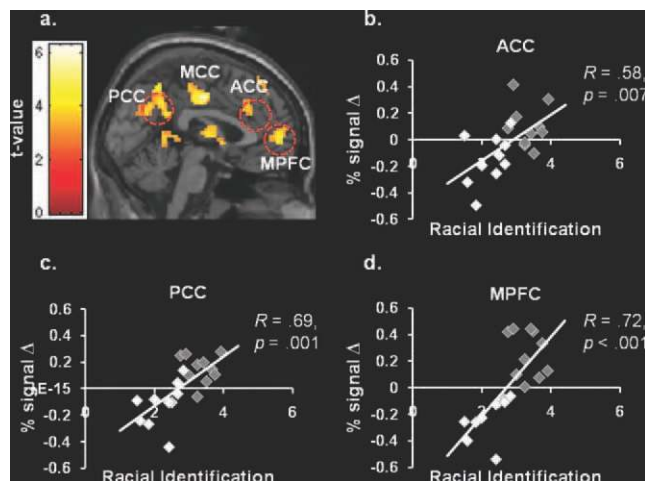 a.
6
4
2
0
t-value
PCC
MCC
ACC
MPFC
b.
ACC
R = .58,
p = .007
0.6
0.4
0.2
0
-0.2
-0.4
-0.6
0
2
4
6
% signal Δ
Racial Identification
c.
PCC
R = .69,
p = .001
0.6
0.4
0.2
E-15
-0.2
-0.4
-0.6
0
2
4
6
% signal Δ
Racial Identification
d.
MPFC
R = .72,
p < .001
0.6
0.4
0.2
0
-0.2
-0.4
-0.6
0
2
4
6
% signal Δ
Racial Identification